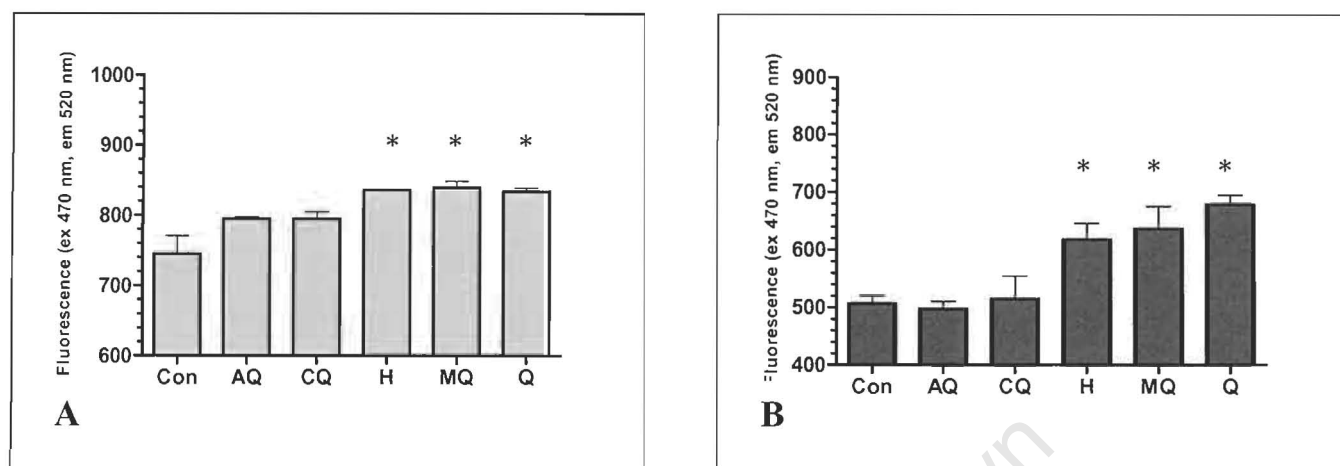 Fluorescence (ex 470 nm, em 520 nm)
1000
900
800
700
600
* * *
Con AQ CQ H MQ Q
A
Fluorescence (ex 470 nm, em 520 nm)
900
800
700
600
500
400
* * *
Con AQ CQ H MQ Q
B